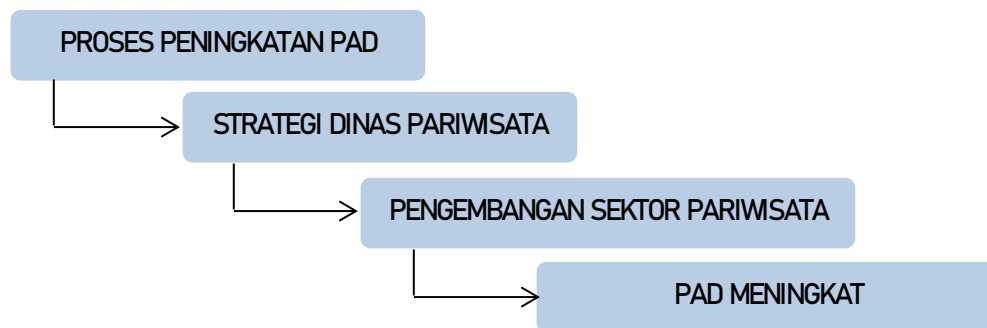 PROSES PENINGKATAN PAD
STRATEGI DINAS PARIWISATA
PENGEMBANGAN SEKTOR PARIWISATA
PAD MENINGKAT